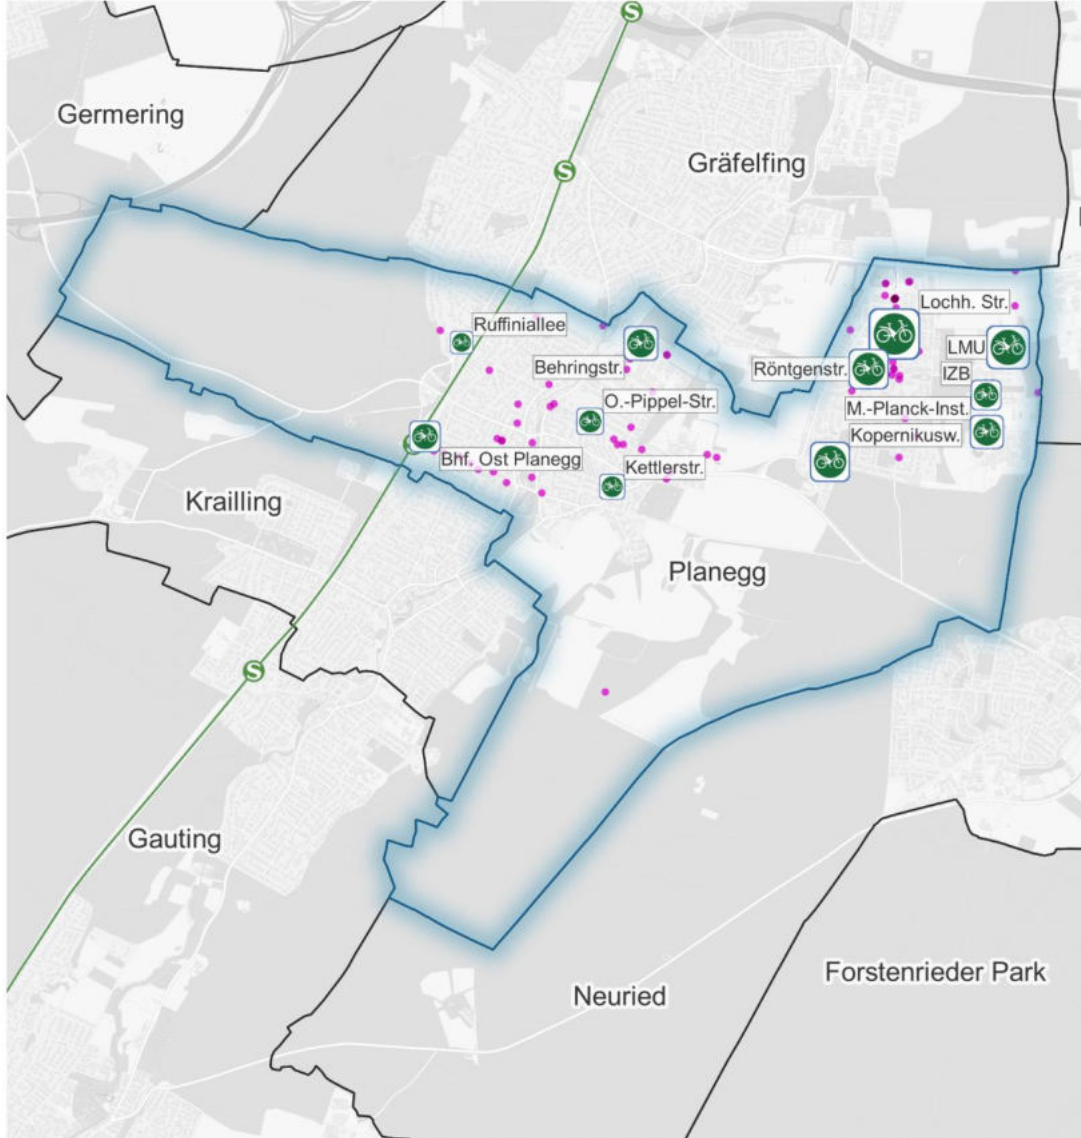 S
Germering
S
Gräfelfing
Lochh. Str.
Ruffiniallee
LMU
Behringstr.
Röntgenstr.
IZB
O.-Pippel-Str.
M.-Planck-Inst.
Kopernikusw.
Bhf. Ost Planegg
Kettlerstr.
Krailling
Planegg
S
Gauting
Forstenrieder Park
Neuried